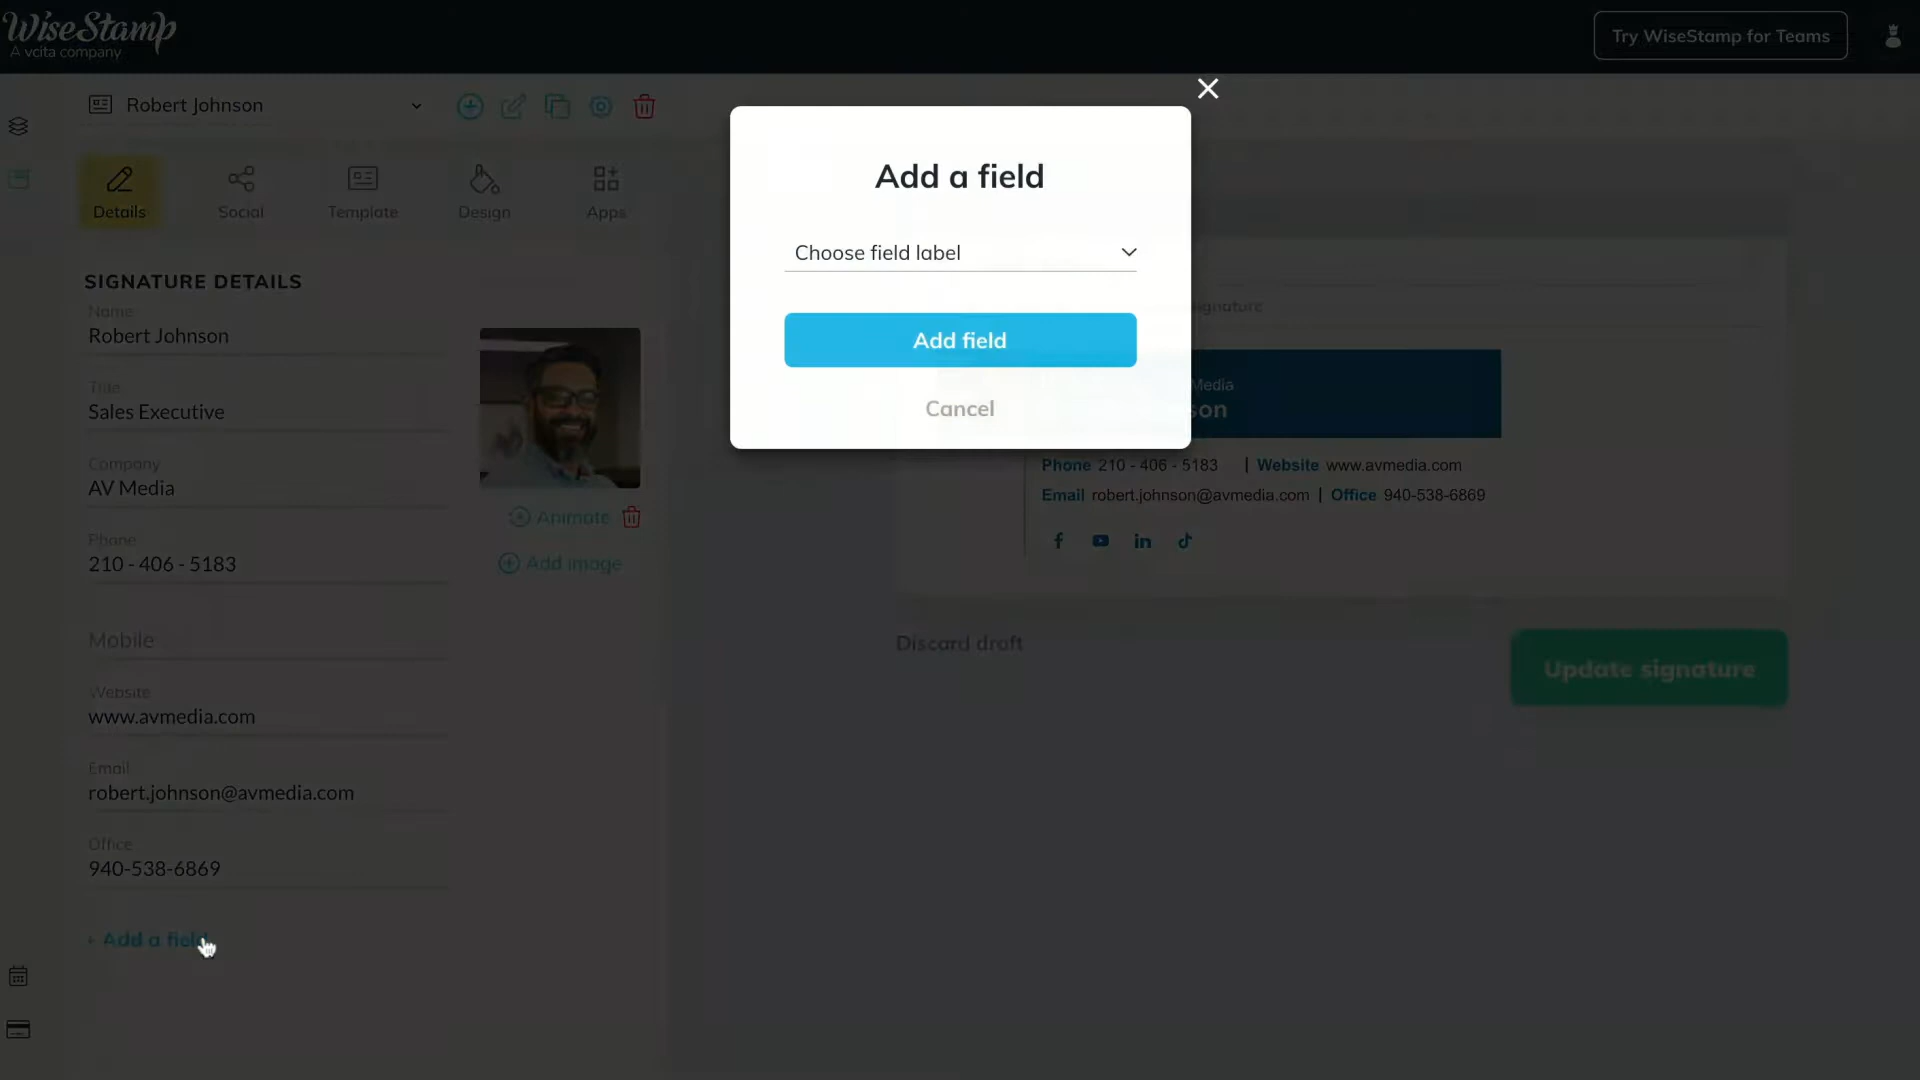 WiseStamp
A vcita company
Try WiseStamp for Teams
Robert Johnson
Details
Social
Template
Design
Apps
SIGNATURE DETAILS
Name
Robert Johnson
Title
Sales Executive
Company
AV Media
Phone
210 - 406 - 5183
Mobile
Website
www.avmedia.com
Email
robert.johnson@avmedia.com
Office
940-538-6869
+ Add a field
Animate
Add image
Add a field
Choose field label
Add field
Cancel
ignature
Media
son
Phone 210 - 406 - 5183 | Website www.avmedia.com
Email robert.johnson@avmedia.com | Office 940-538-6869
Discard draft
Update signature